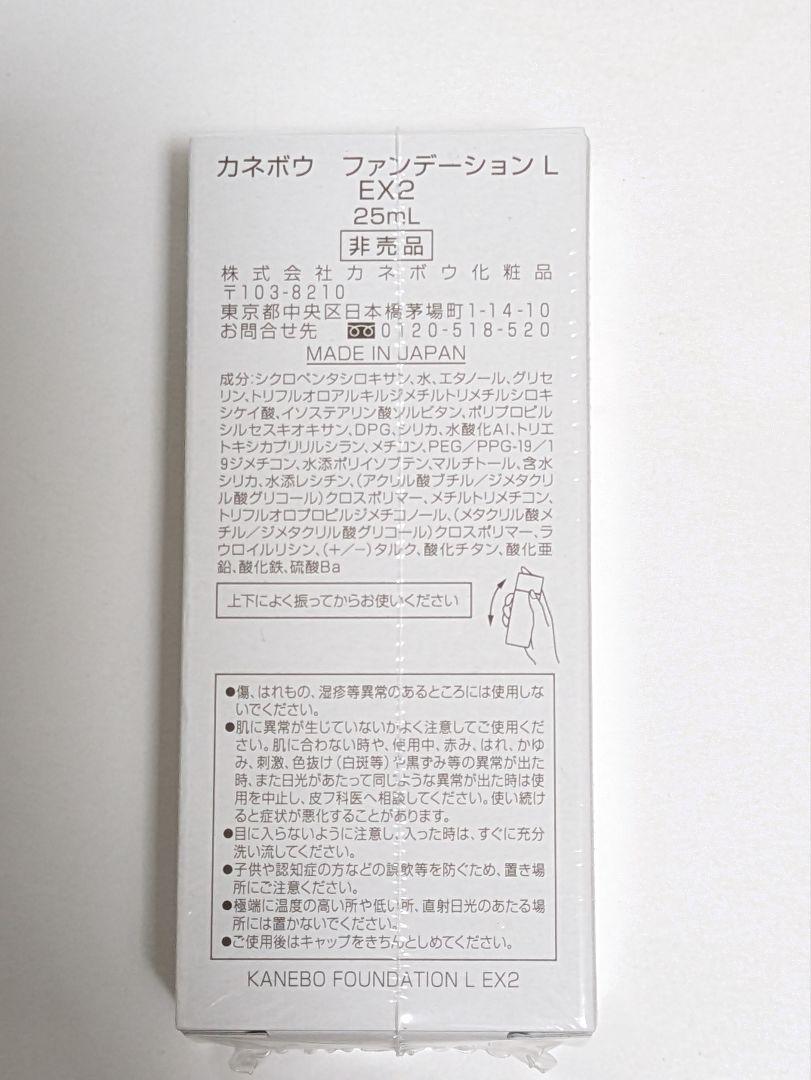 カネボウ ファンデーション L
EX2
25mL
非売品
株式会社カネボウ化粧品
〒103-8210
東京都中央区日本橋茅場町1-14-10
お問合せ先 0120-518-520
MADE IN JAPAN
成分:シクロペンタシロキサン、水、エタノール、グリセ
リン、トリフルオロアルキルジメチルトリメチルシロキ
シケイ酸、イソステアリン酸ソルビタン、ポリプロピル
シルセスキオキサン、DPG、シリカ、水酸化Al、トリエ
トキシカプリリルシラン、メチコン、PEG/PPG-19/1
9ジメチコン、水添ポリイソブテン、マルチトール、含水
シリカ、水添レシチン、(アクリル酸ブチル/ジメタクリ
ル酸グリコール)クロスポリマー、メチルトリメチコン、
トリフルオロプロピルジメチコノール、(メタクリル酸メ
チル/ジメタクリル酸グリコール)クロスポリマー、ラ
ウロイルリシン、(+/-)タルク、酸化チタン、酸化亜
鉛、酸化鉄、硫酸Ba
上下によく振ってからお使いください
●傷、はれもの、湿疹等異常のあるところには使用しな
いでください。
●肌に異常が生じていないかよく注意してご使用くだ
さい。肌に合わない時や、使用中、赤み、はれ、かゆ
み、刺激、色抜け(白斑等)や黒ずみ等の異常が出た
時、また日光があたって同じような異常が出た時は使
用を中止し、皮フ科医へ相談してください。使い続け
ると症状が悪化することがあります。
●目に入らないように注意し、入った時は、すぐに充分
洗い流してください。
●子供や認知症の方などの誤飲等を防ぐため、置き場
所にご注意ください。
●極端に温度の高い所や低い所、直射日光のあたる場
所には置かないでください。
●ご使用後はキャップをきちんとしめてください。
KANEBO FOUNDATION L EX2